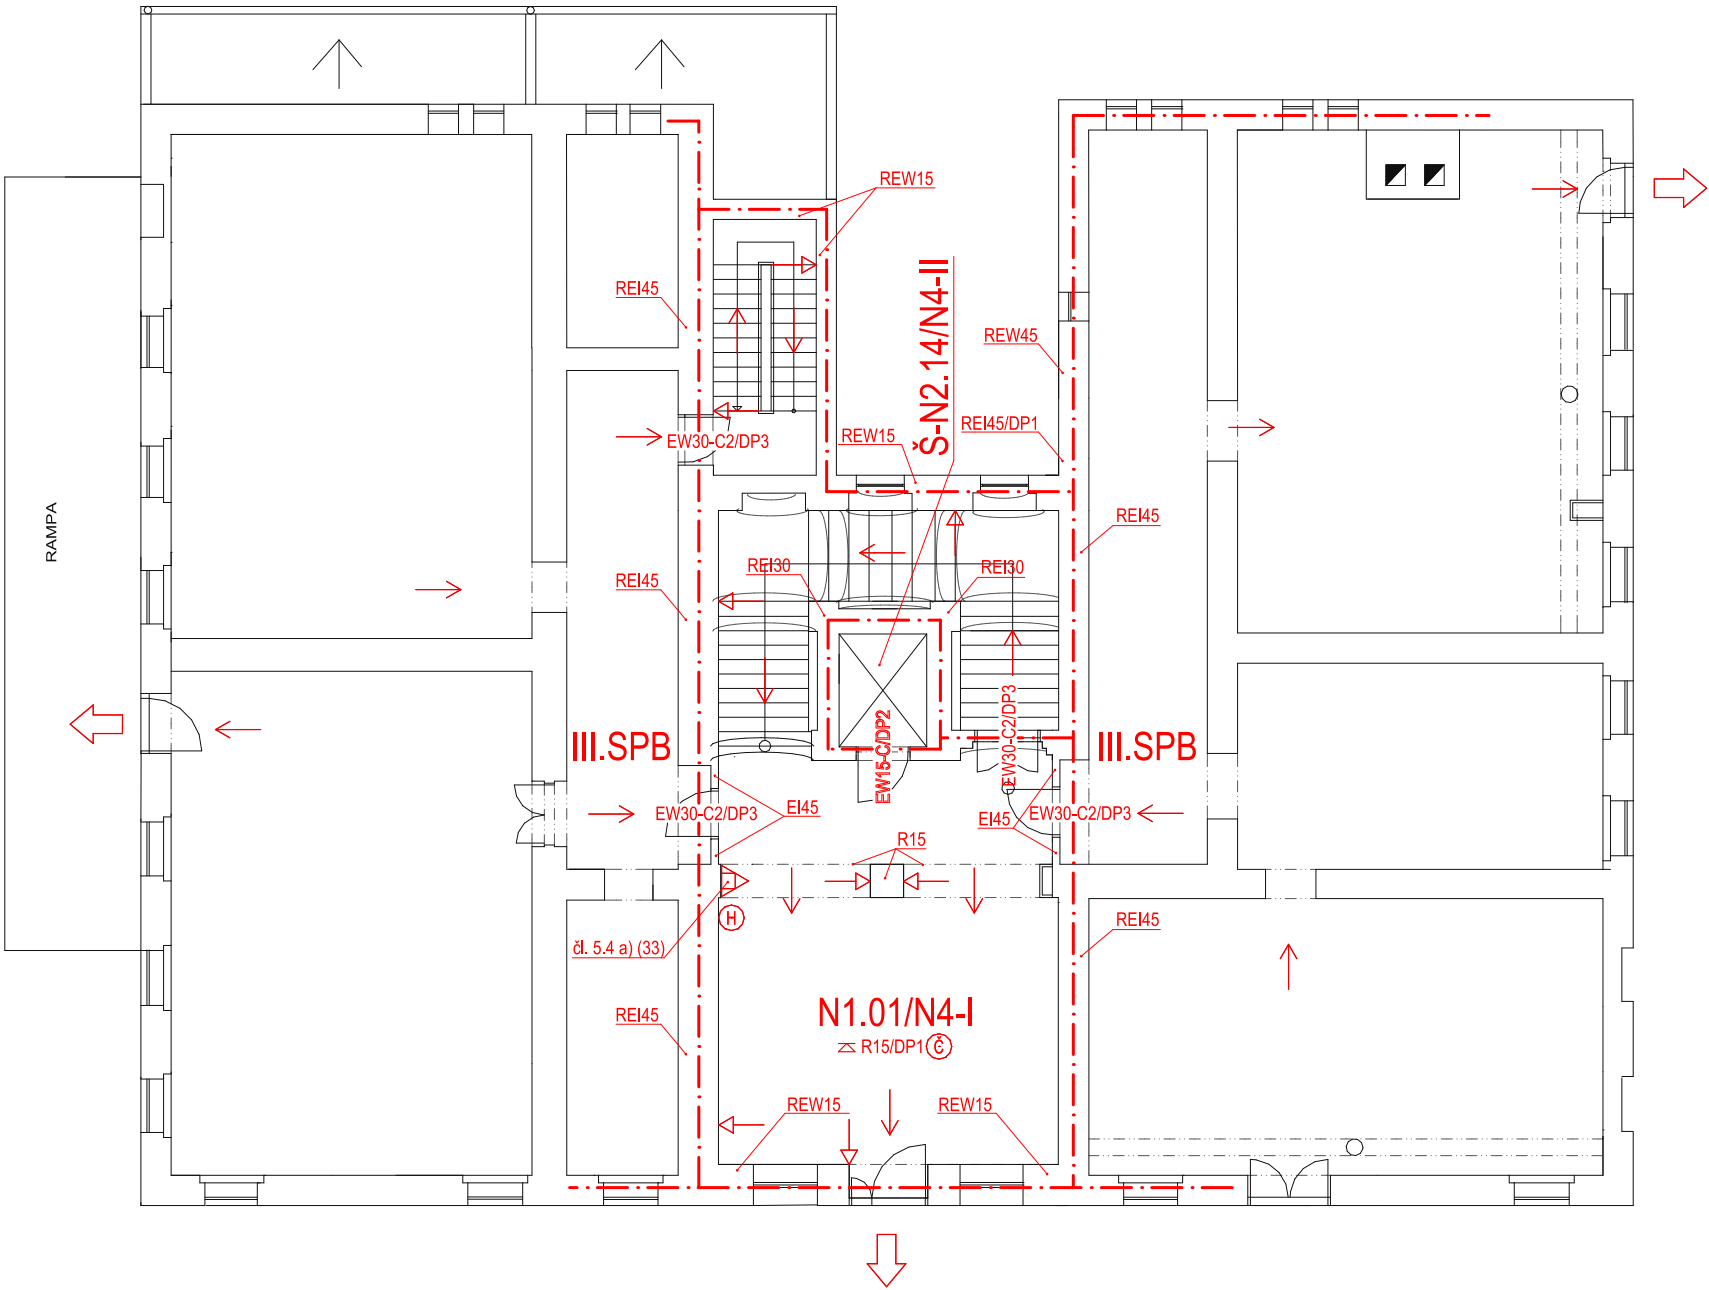 REW15
REI45
Š-N2.14/N4-II
REW45
EW30-C2/DP3
REW15
REI45/DP1
RAMPA
REI45
REI30
REI30
REI45
EW30-C2/DP3
EW15-C/DP2
III.SPB
III.SPB
EW30-C2/DP3
EI45
EI45
EW30-C2/DP3
R15
H
REI45
čl. 5.4 a) (33)
N1.01/N4-I
REI45
R15/DP1 Č
REW15
REW15